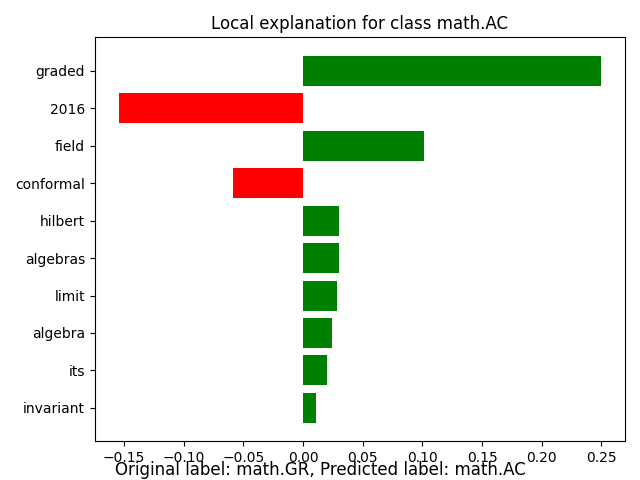 Local explanation for class math.AC
graded
2016
field
conformal
hilbert
algebras
limit
algebra
its
invariant
−0.15 −0.10 −0.05 0.00 0.05 0.10 0.15 0.20 0.25
Original label: math.GR, Predicted label: math.AC